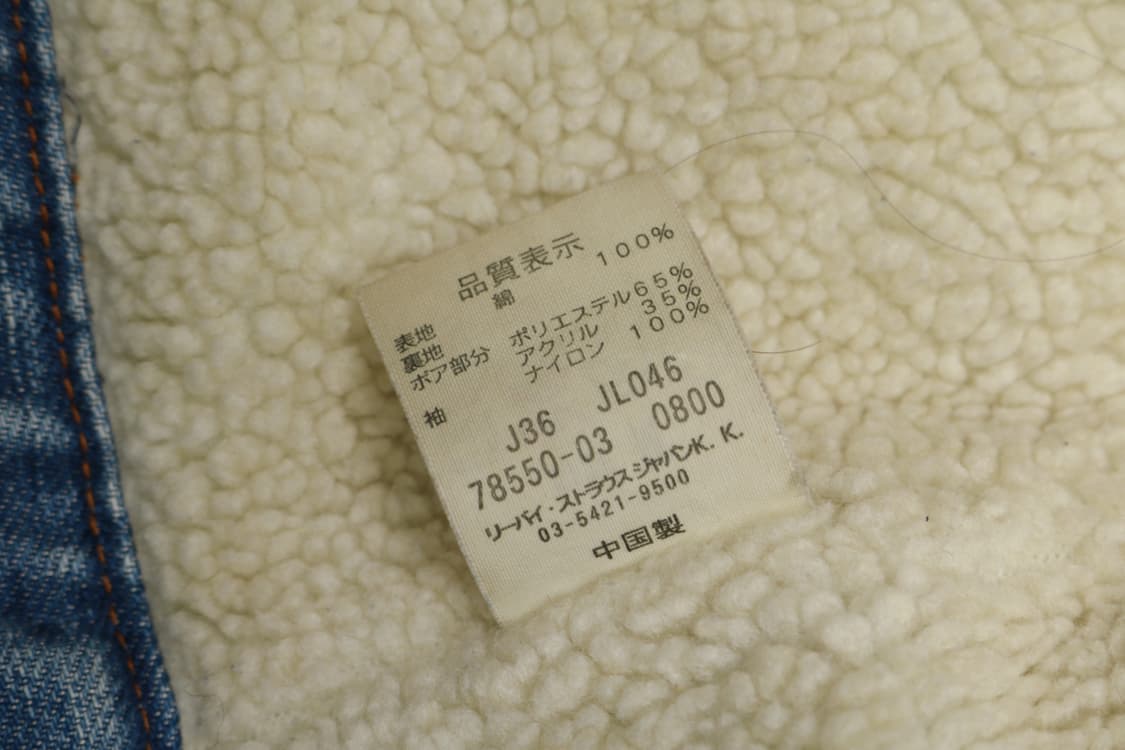 品質表示
表地 綿 100%
裏地
ボア部分 ポリエステル65%
アクリル 35%
袖 ナイロン 100%
J36 JL046
78550-03 0800
リーバイ・ストラウスジャパンK.K.
03-5421-9500
中国製